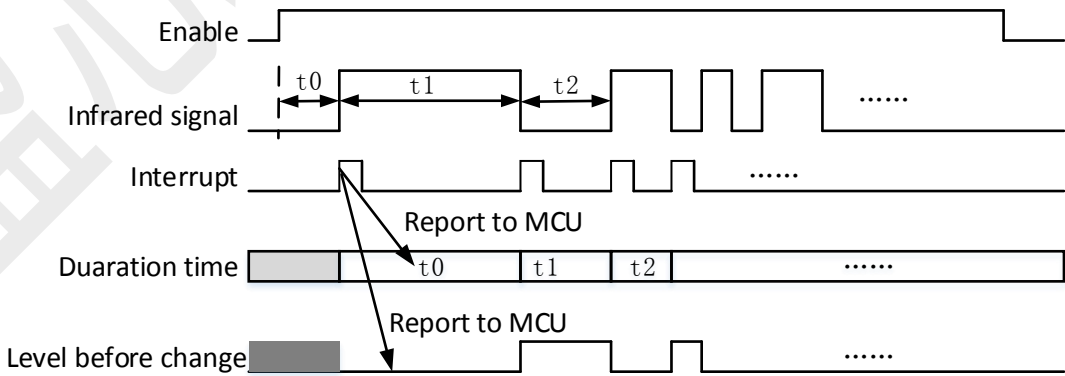 Enable
t0
t1
t2
Infrared signal
......
Interrupt
......
Report to MCU
Duaration time
t0
t1
t2
......
Report to MCU
Level before change
......